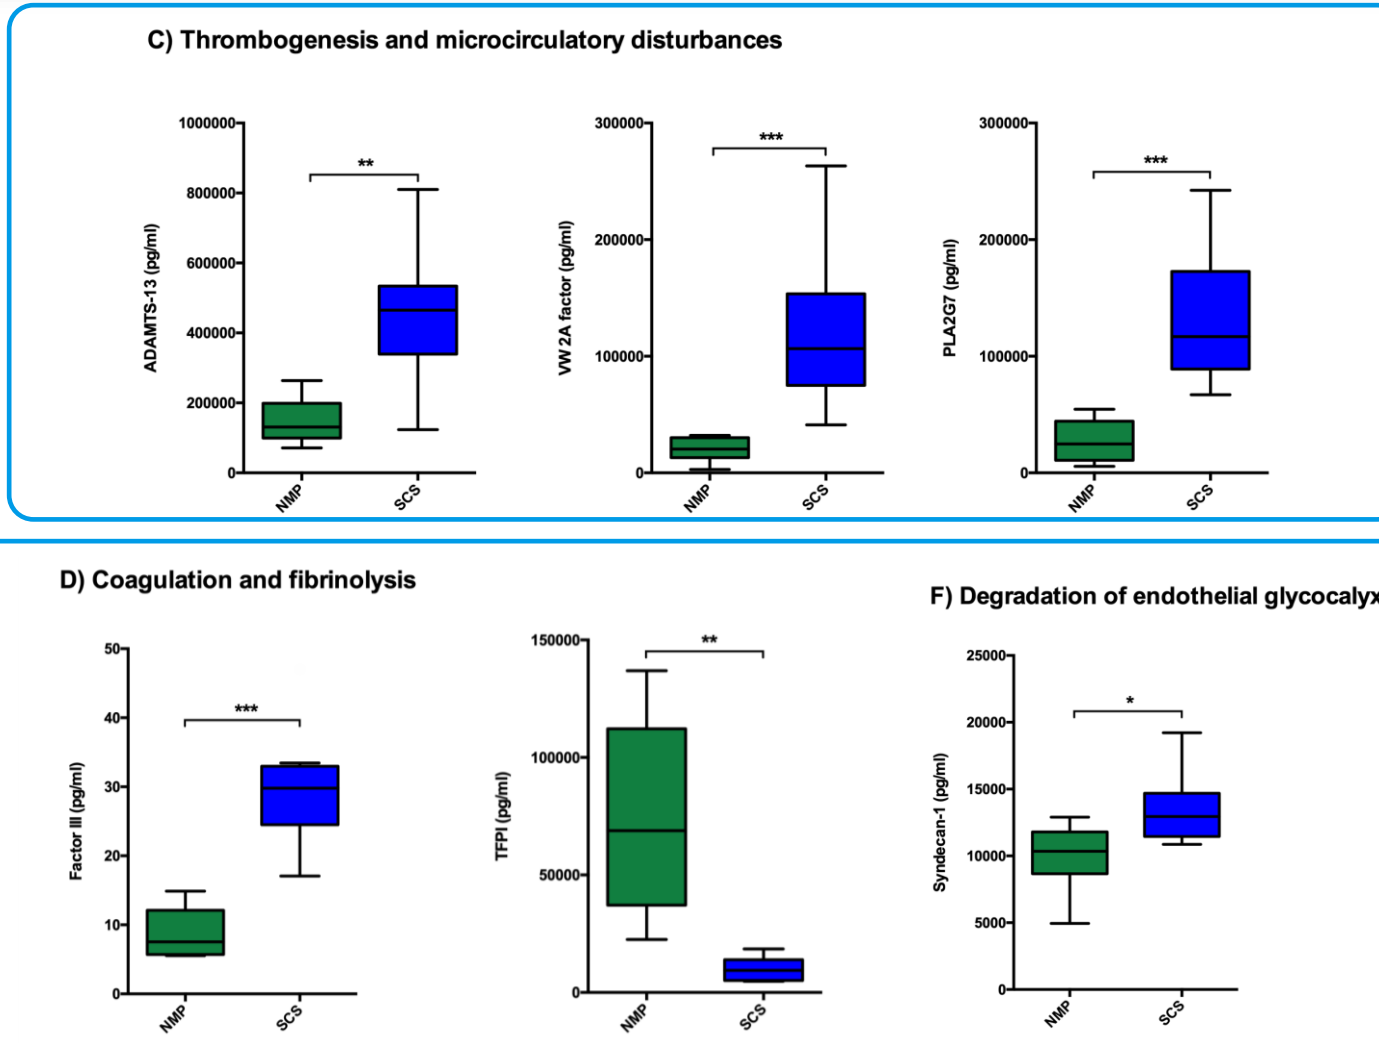 C) Thrombogenesis and microcirculatory disturbances
ADAMTS-13 (pg/ml)
1000000
800000
600000
400000
200000
0
**
NMP
SCS
VW 2A factor (pg/ml)
300000
200000
100000
0
***
NMP
SCS
PLA2G7 (pg/ml)
300000
200000
100000
0
***
NMP
SCS
D) Coagulation and fibrinolysis
Factor III (pg/ml)
50
40
30
20
10
0
***
NMP
SCS
TFPI (pg/ml)
150000
100000
50000
0
**
NMP
SCS
F) Degradation of endothelial glycocalyx
Syndecan-1 (pg/ml)
25000
20000
15000
10000
5000
0
*
NMP
SCS